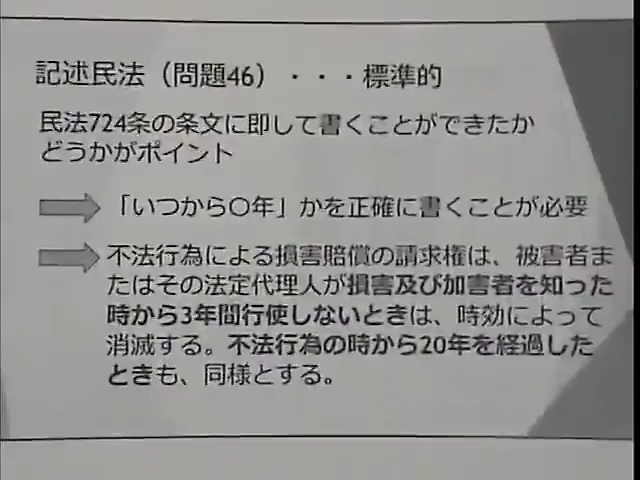 記述民法（問題46）・・・標準的
民法724条の条文に即して書くことができたか
どうかがポイント
「いつから〇年」かを正確に書くことが必要
不法行為による損害賠償の請求権は、被害者ま
たはその法定代理人が損害及び加害者を知った
時から3年間行使しないときは、時効によって
消滅する。不法行為の時から20年を経過した
ときも、同様とする。